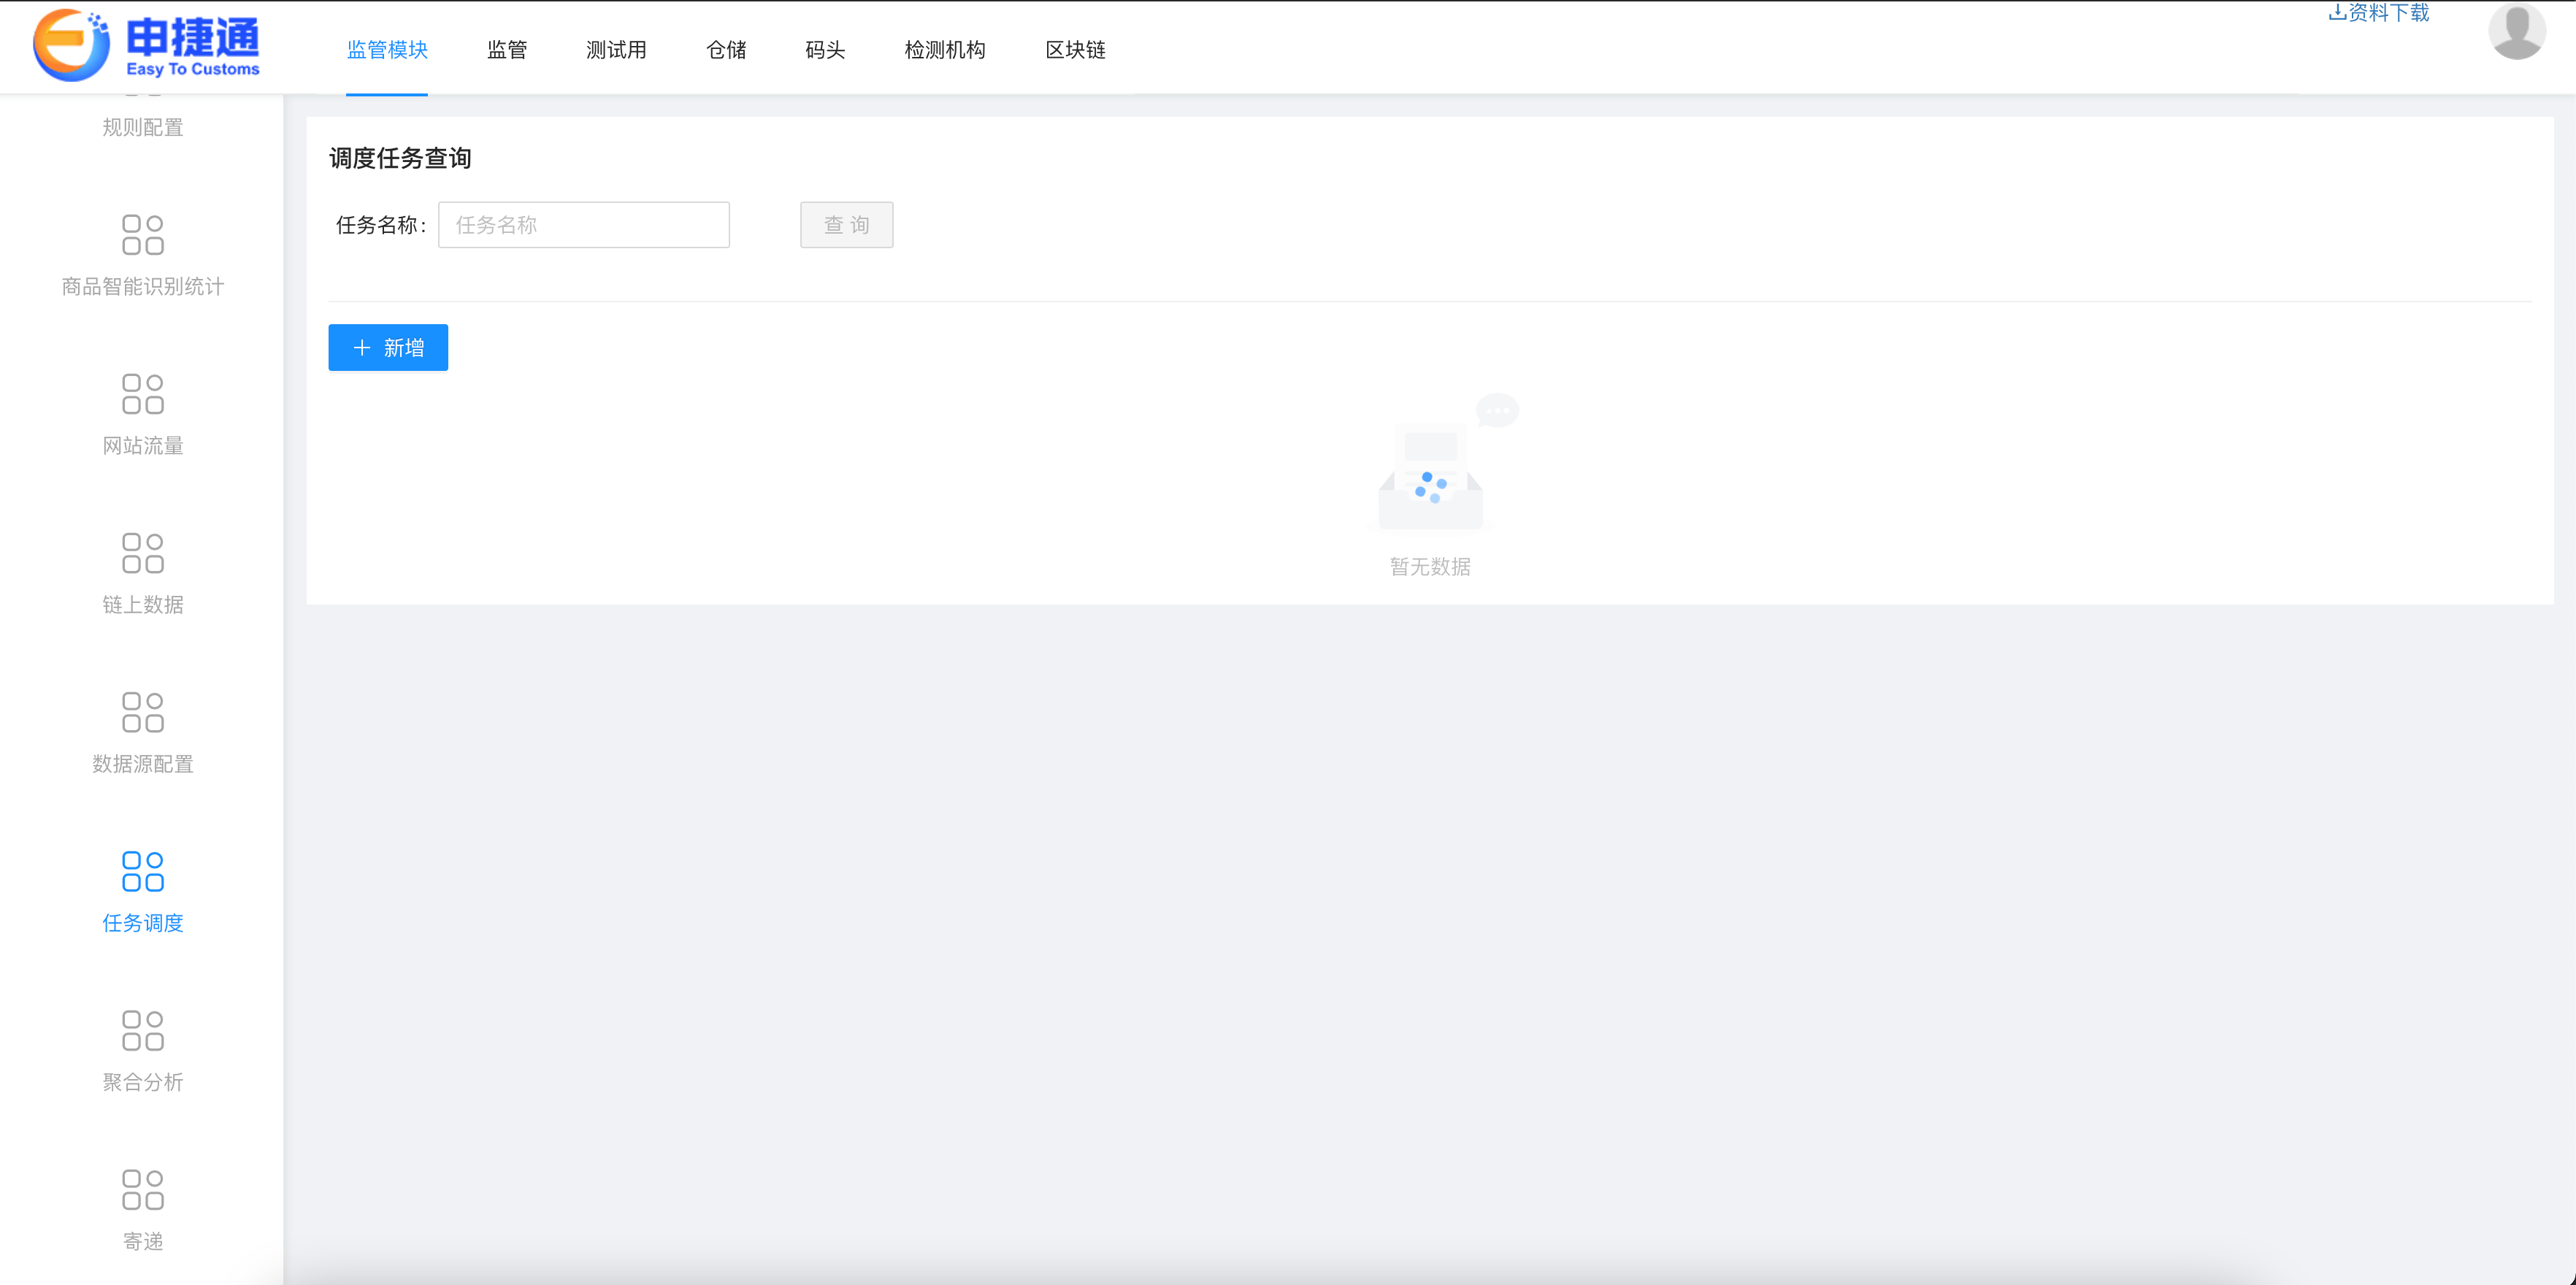 申捷通
Easy To Customs
监管模块 监管 测试用 仓储 码头 检测机构 区块链
资料下载
规则配置
商品智能识别统计
网站流量
链上数据
数据源配置
任务调度
聚合分析
寄递
调度任务查询
任务名称: 任务名称 查 询
新增
暂无数据